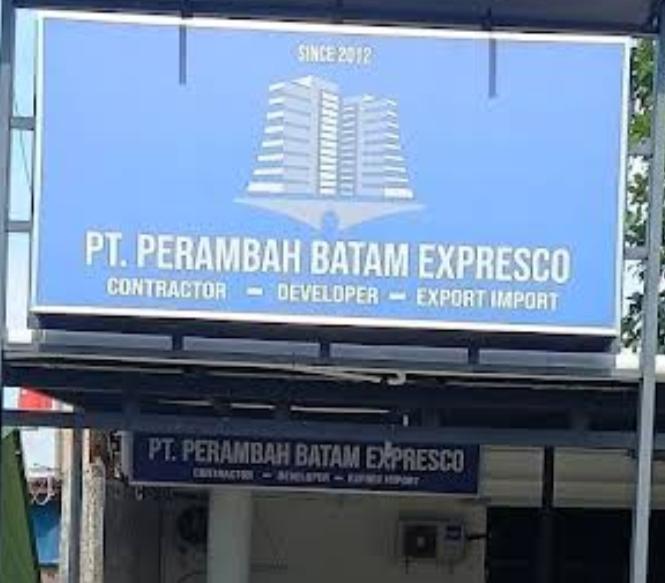 SINCE 2012
PT. PERAMBAH BATAM EXPRESCO
CONTRACTOR - DEVELOPER - EXPORT IMPORT
PT. PERAMBAH BATAM EXPRESCO
CONTRACTOR - DEVELOPER - EXPORT IMPORT